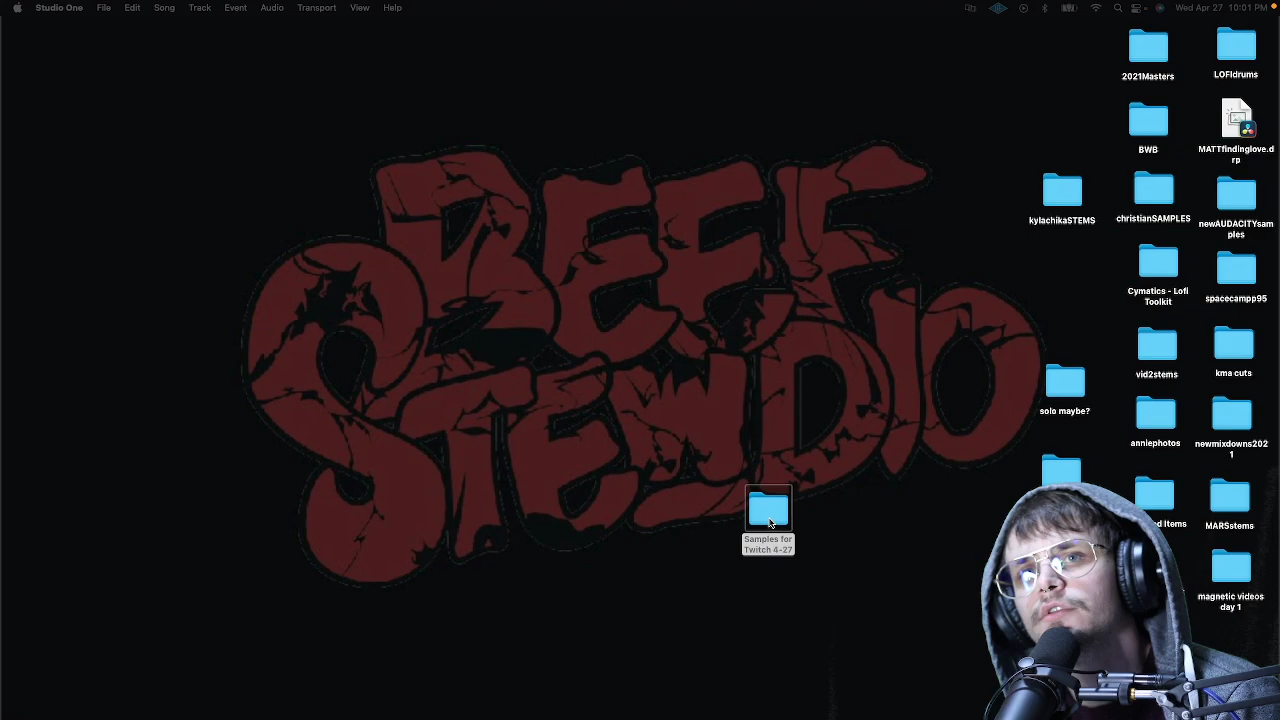 Studio One File Edit Song Track Event Audio Transport View Help Wed Apr 27 10:01 PM
2021Masters
LOFIdrums
BWB
MATTfindinglove.d
rp
kylachikaSTEMS
christianSAMPLES
newAUDACITYsam
ples
Cymatics - Lofi
Toolkit
spacecampp95
vid2stems
kma cuts
solo maybe?
anniephotos
newmixdowns202
1
d Items
MARSstems
magnetic videos
day 1
BEEF
STEWDIO
Samples for
Twitch 4-27